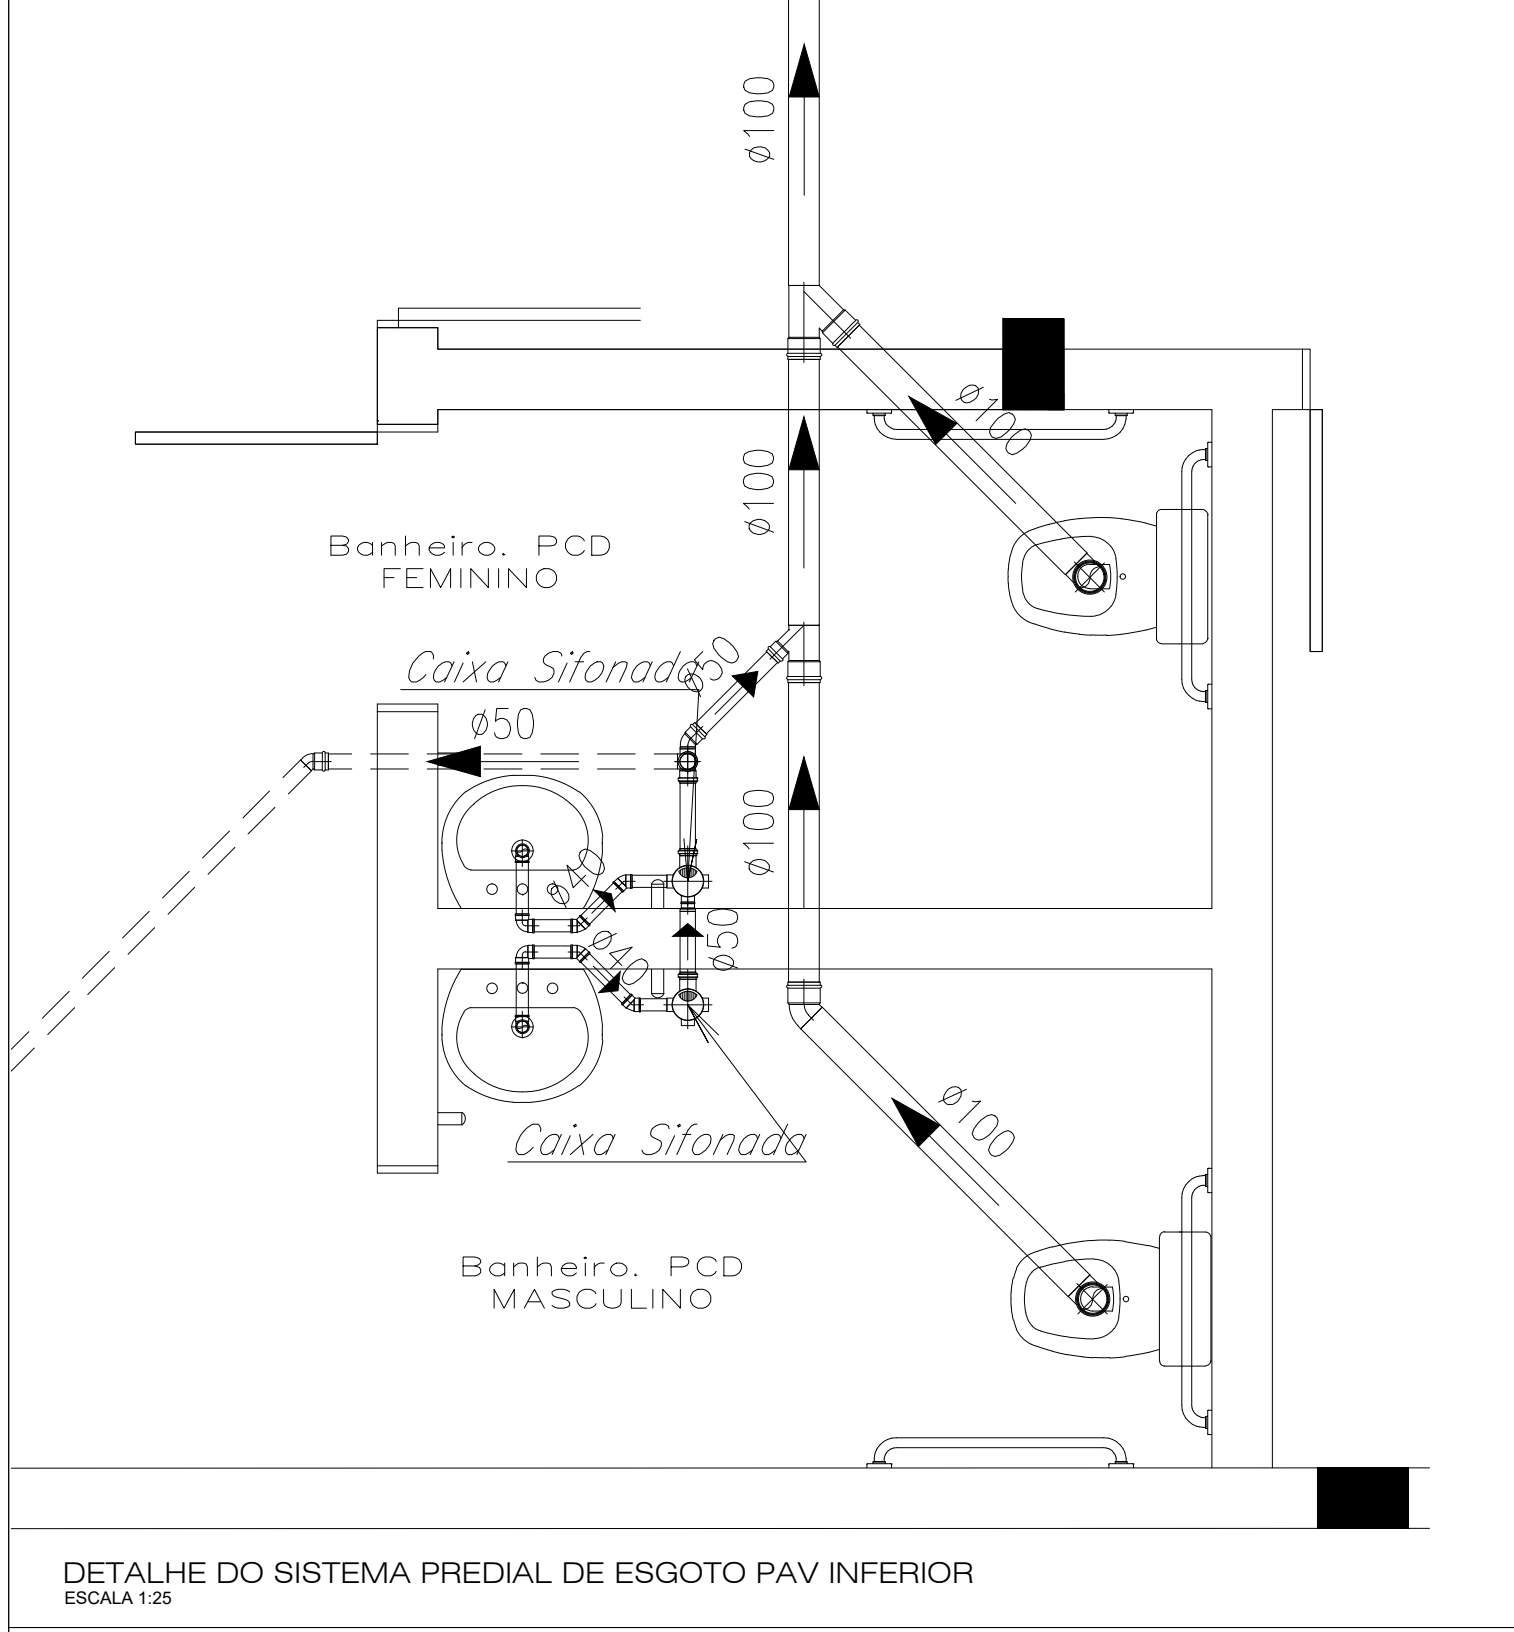 ø100
ø100
ø100
Banheiro. PCD
FEMININO
ø50
Caixa Sifonada
ø50
ø100
ø40
ø40
ø50
ø100
Caixa Sifonada
Banheiro. PCD
MASCULINO
DETALHE DO SISTEMA PREDIAL DE ESGOTO PAV INFERIOR
ESCALA 1:25